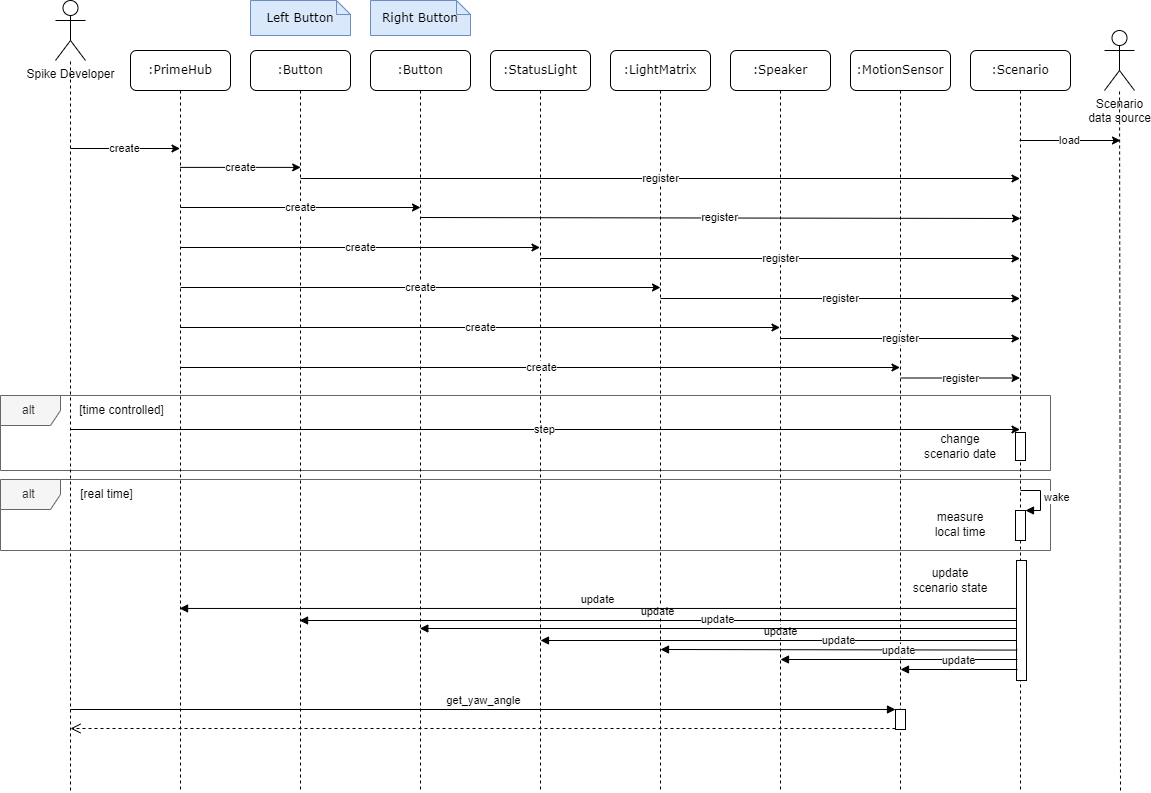 Left Button
Right Button
Spike Developer
:PrimeHub
:Button
:Button
:StatusLight
:LightMatrix
:Speaker
:MotionSensor
:Scenario
Scenario
data source
load
create
create
register
create
register
create
register
create
register
create
register
create
register
alt
[time controlled]
step
change
scenario date
alt
[real time]
wake
measure
local time
update
scenario state
update
update
update
update
update
update
update
get_yaw_angle